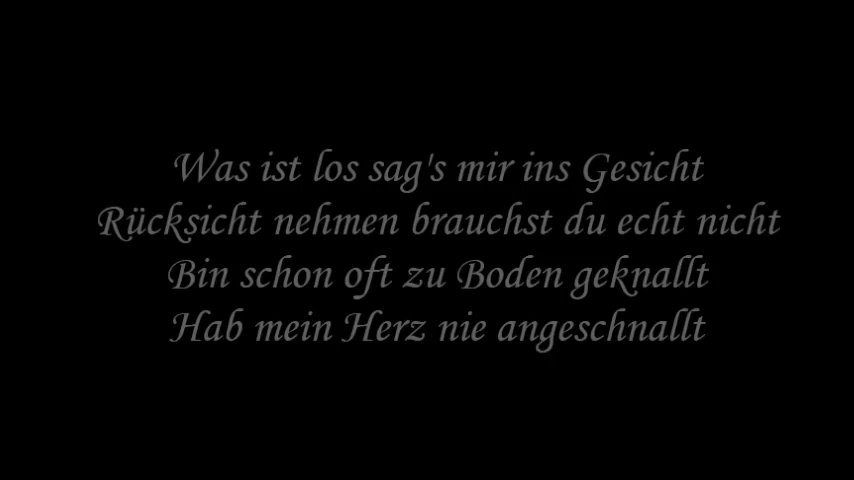 Was ist los sag's mir ins Gesicht
Rücksicht nehmen brauchst du echt nicht
Bin schon oft zu Boden geknallt
Hab mein Herz nie angeschnallt